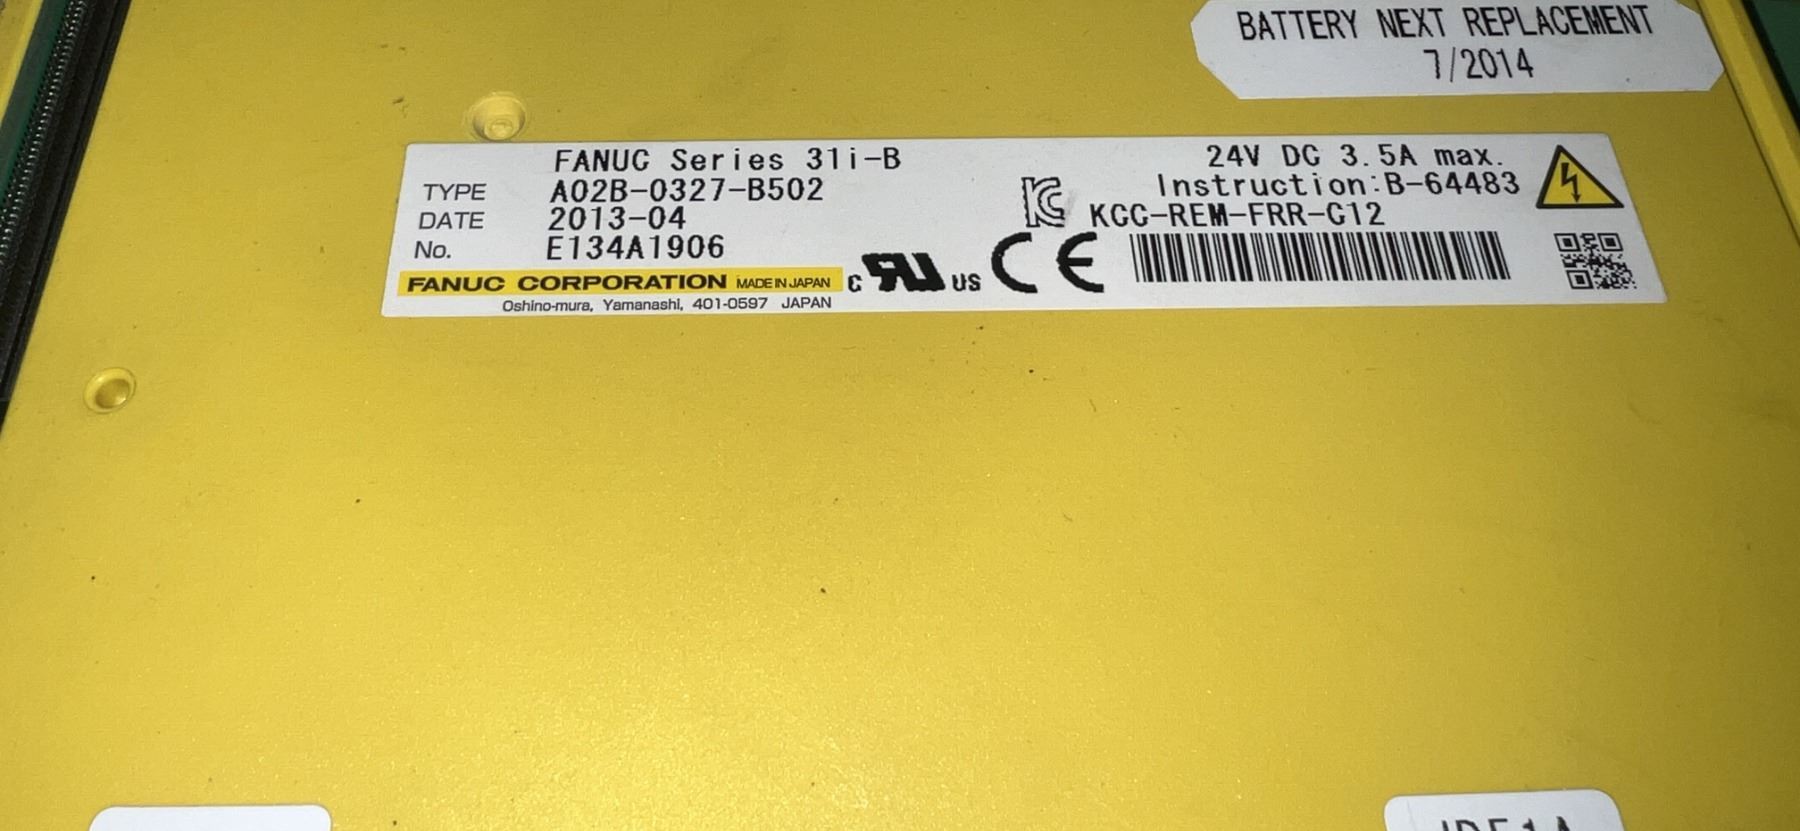 BATTERY NEXT REPLACEMENT
7/2014
FANUC Series 31i-B
TYPE A02B-0327-B502
DATE 2013-04
No. E134A1906
FANUC CORPORATION MADE IN JAPAN
Oshino-mura, Yamanashi, 401-0597 JAPAN
24V DC 3.5A max.
Instruction:B-64483
KCC-REM-FRR-C12
C US
CE